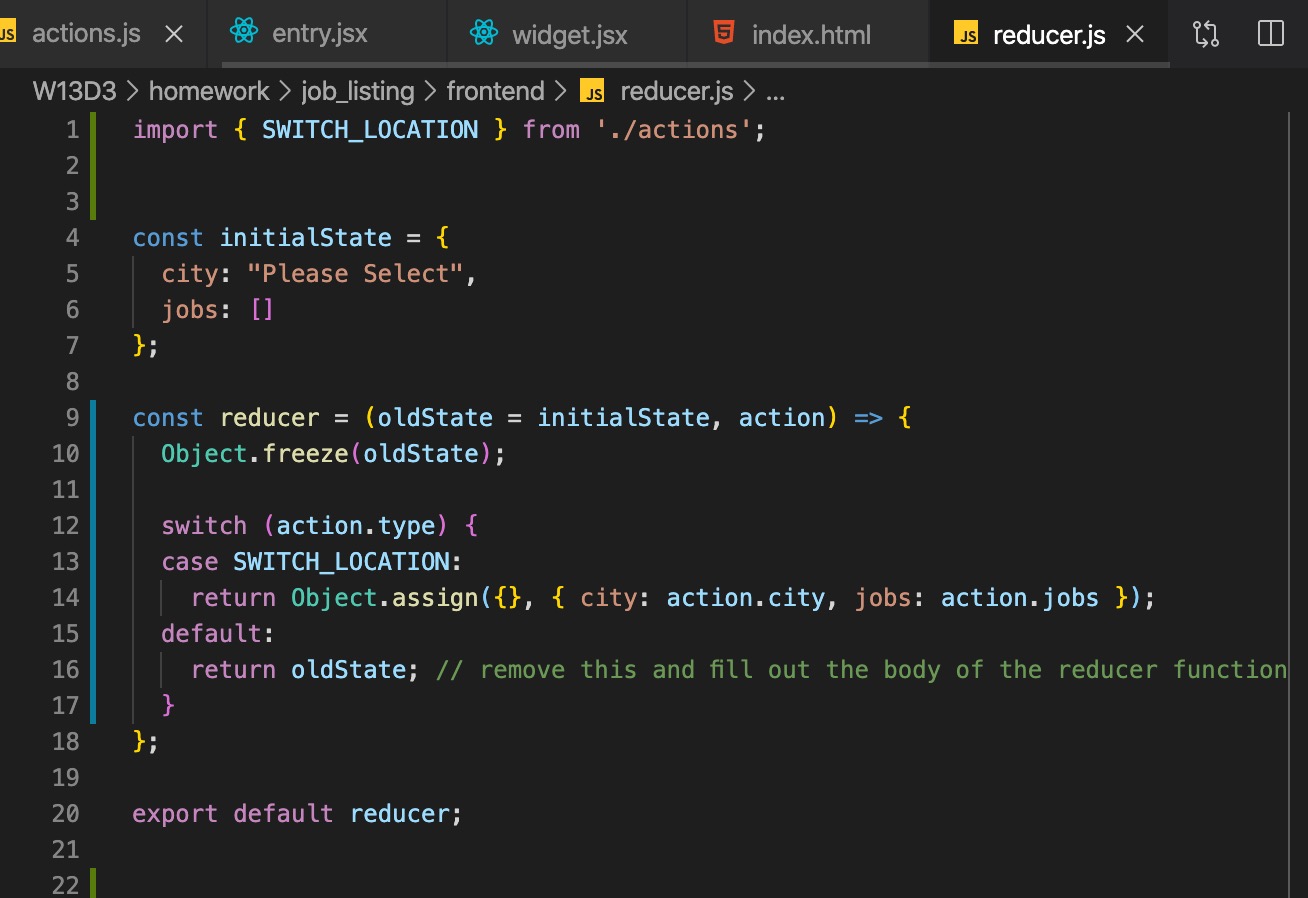 JS actions.js × entry.jsx widget.jsx index.html JS reducer.js ×
W13D3 > homework > job_listing > frontend > JS reducer.js > ...
1 import { SWITCH_LOCATION } from './actions';
2
3
4 const initialState = {
5 city: "Please Select",
6 jobs: []
7 };
8
9 const reducer = (oldState = initialState, action) => {
10 Object.freeze(oldState);
11
12 switch (action.type) {
13 case SWITCH_LOCATION:
14 return Object.assign({}, { city: action.city, jobs: action.jobs });
15 default:
16 return oldState; // remove this and fill out the body of the reducer function
17 }
18 };
19
20 export default reducer;
21
22